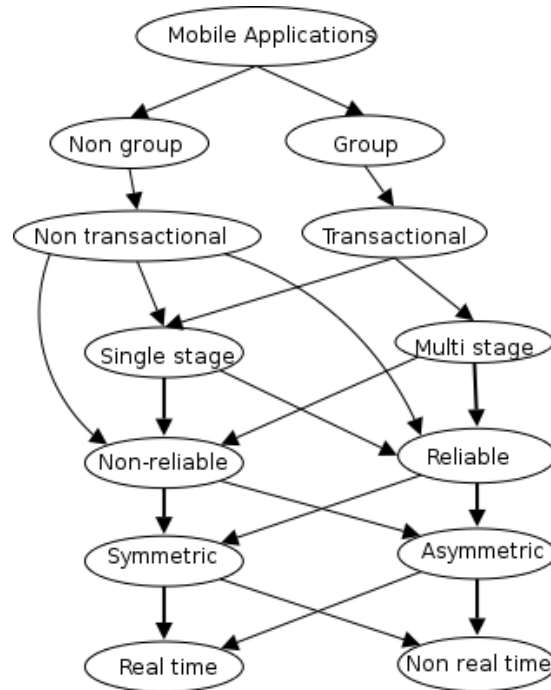 Mobile Applications
Non group
Group
Non transactional
Transactional
Single stage
Multi stage
Non-reliable
Reliable
Symmetric
Asymmetric
Real time
Non real time